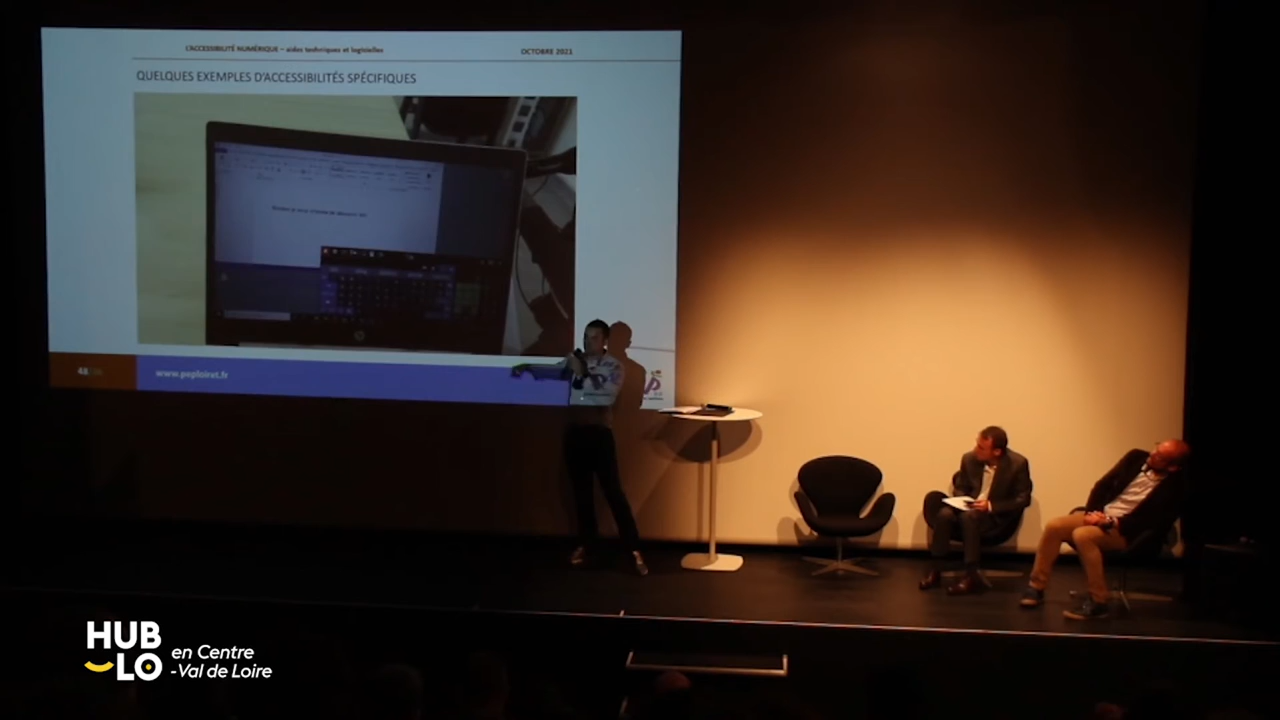 L'ACCESSIBILITÉ NUMÉRIQUE – aides techniques et logicielles
OCTOBRE 2021
QUELQUES EXEMPLES D'ACCESSIBILITÉS SPÉCIFIQUES
48
www.peploiret.fr
HUB
LO
en Centre
-Val de Loire